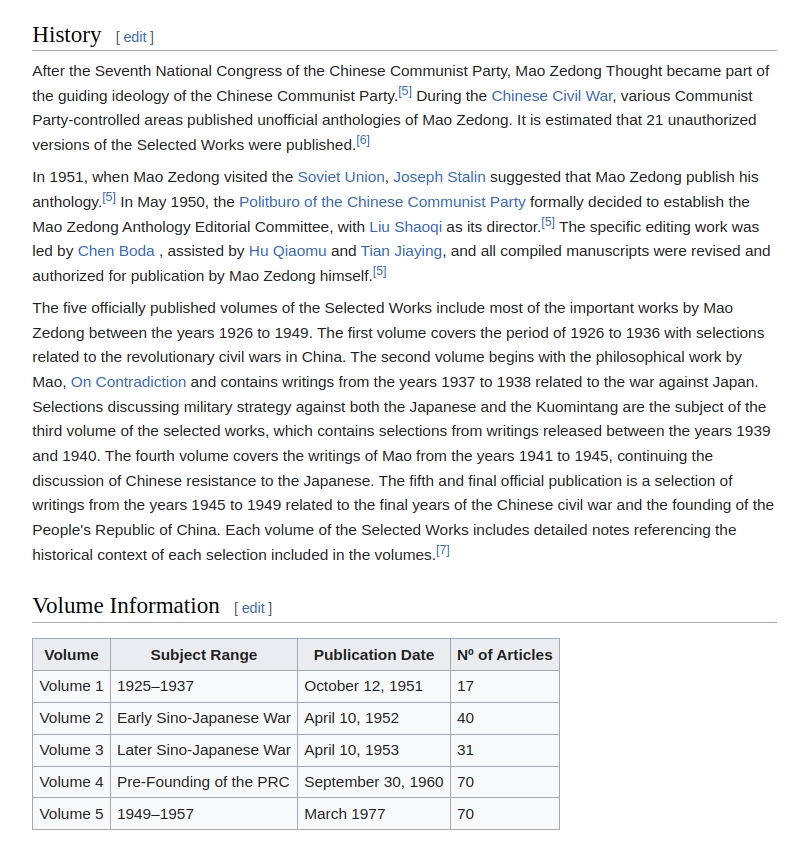 History [ edit ]
After the Seventh National Congress of the Chinese Communist Party, Mao Zedong Thought became part of
the guiding ideology of the Chinese Communist Party.[5] During the Chinese Civil War, various Communist
Party-controlled areas published unofficial anthologies of Mao Zedong. It is estimated that 21 unauthorized
versions of the Selected Works were published.[6]
In 1951, when Mao Zedong visited the Soviet Union, Joseph Stalin suggested that Mao Zedong publish his
anthology.[5] In May 1950, the Politburo of the Chinese Communist Party formally decided to establish the
Mao Zedong Anthology Editorial Committee, with Liu Shaoqi as its director.[5] The specific editing work was
led by Chen Boda , assisted by Hu Qiaomu and Tian Jiaying, and all compiled manuscripts were revised and
authorized for publication by Mao Zedong himself.[5]
The five officially published volumes of the Selected Works include most of the important works by Mao
Zedong between the years 1926 to 1949. The first volume covers the period of 1926 to 1936 with selections
related to the revolutionary civil wars in China. The second volume begins with the philosophical work by
Mao, On Contradiction and contains writings from the years 1937 to 1938 related to the war against Japan.
Selections discussing military strategy against both the Japanese and the Kuomintang are the subject of the
third volume of the selected works, which contains selections from writings released between the years 1939
and 1940. The fourth volume covers the writings of Mao from the years 1941 to 1945, continuing the
discussion of Chinese resistance to the Japanese. The fifth and final official publication is a selection of
writings from the years 1945 to 1949 related to the final years of the Chinese civil war and the founding of the
People's Republic of China. Each volume of the Selected Works includes detailed notes referencing the
historical context of each selection included in the volumes.[7]
Volume Information [ edit ]
Volume Subject Range Publication Date Nº of Articles
Volume 1 1925–1937 October 12, 1951 17
Volume 2 Early Sino-Japanese War April 10, 1952 40
Volume 3 Later Sino-Japanese War April 10, 1953 31
Volume 4 Pre-Founding of the PRC September 30, 1960 70
Volume 5 1949–1957 March 1977 70